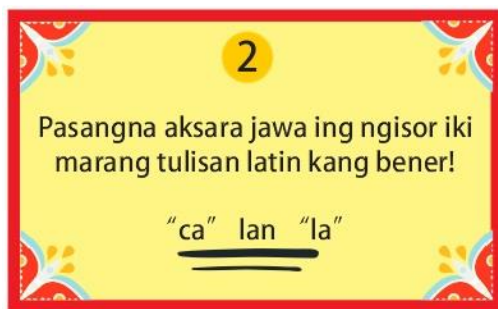 2
Pasangna aksara jawa ing ngisor iki
marang tulisan latin kang bener!
“ca” lan “la”